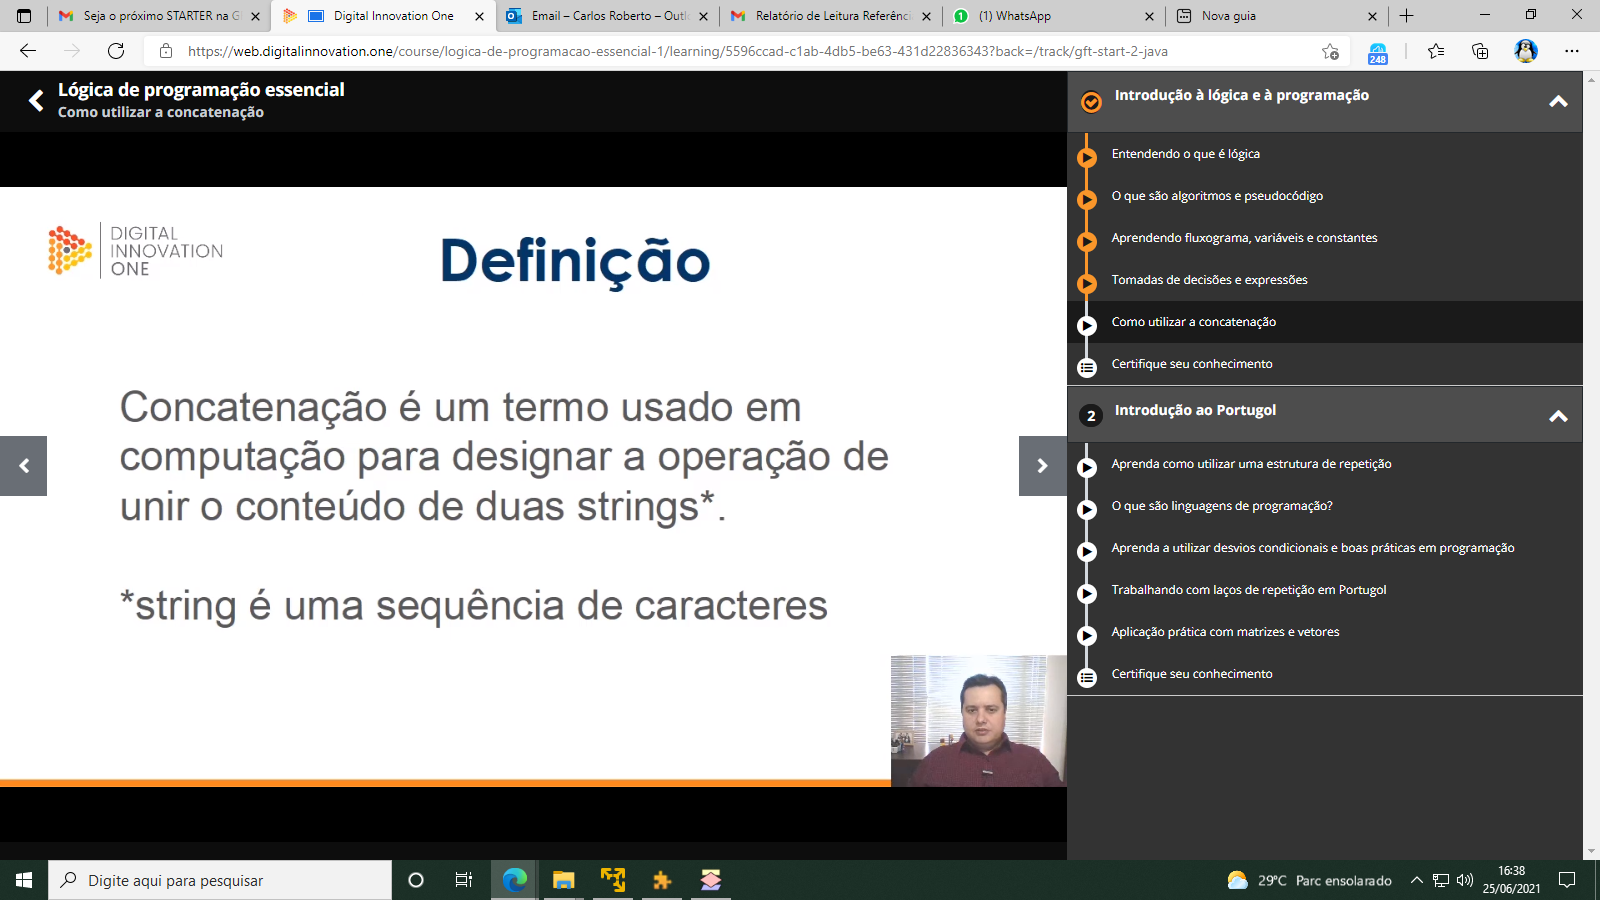 Seja o próximo STARTER na G
Digital Innovation One
Email – Carlos Roberto – Outl
Relatório de Leitura Referênci
(1) WhatsApp
Nova guia
https://web.digitalinnovation.one/course/logica-de-programacao-essencial-1/learning/5596ccad-c1ab-4db5-be63-431d22836343?back=/track/gft-start-2-java
248
Lógica de programação essencial
Como utilizar a concatenação
DIGITAL
INNOVATION
ONE
Definição
Concatenação é um termo usado em
computação para designar a operação de
unir o conteúdo de duas strings*.
*string é uma sequência de caracteres
Introdução à lógica e à programação
Entendendo o que é lógica
O que são algoritmos e pseudocódigo
Aprendendo fluxograma, variáveis e constantes
Tomadas de decisões e expressões
Como utilizar a concatenação
Certifique seu conhecimento
2 Introdução ao Portugol
Aprenda como utilizar uma estrutura de repetição
O que são linguagens de programação?
Aprenda a utilizar desvios condicionais e boas práticas em programação
Trabalhando com laços de repetição em Portugol
Aplicação prática com matrizes e vetores
Certifique seu conhecimento
Digite aqui para pesquisar
29°C Parc ensolarado
16:38
25/06/2021